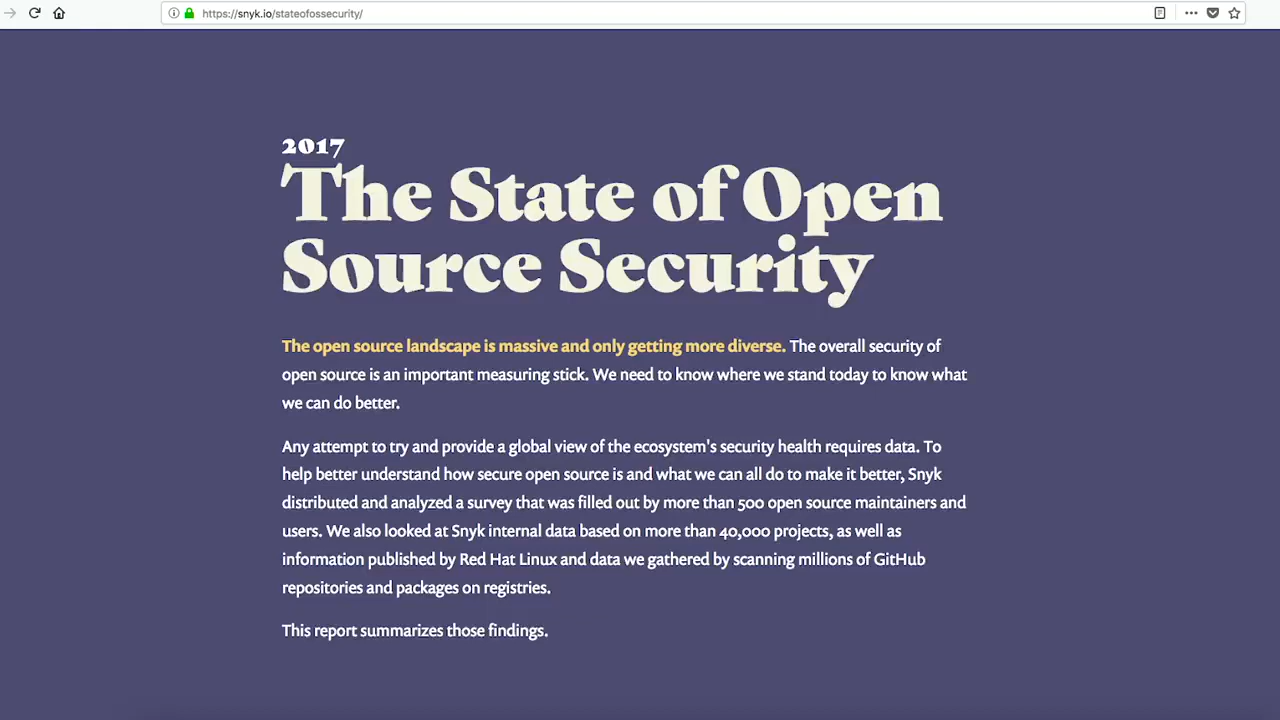 https://snyk.io/stateofossecurity/
2017
The State of Open
Source Security
The open source landscape is massive and only getting more diverse. The overall security of
open source is an important measuring stick. We need to know where we stand today to know what
we can do better.
Any attempt to try and provide a global view of the ecosystem's security health requires data. To
help better understand how secure open source is and what we can all do to make it better, Snyk
distributed and analyzed a survey that was filled out by more than 500 open source maintainers and
users. We also looked at Snyk internal data based on more than 40,000 projects, as well as
information published by Red Hat Linux and data we gathered by scanning millions of GitHub
repositories and packages on registries.
This report summarizes those findings.